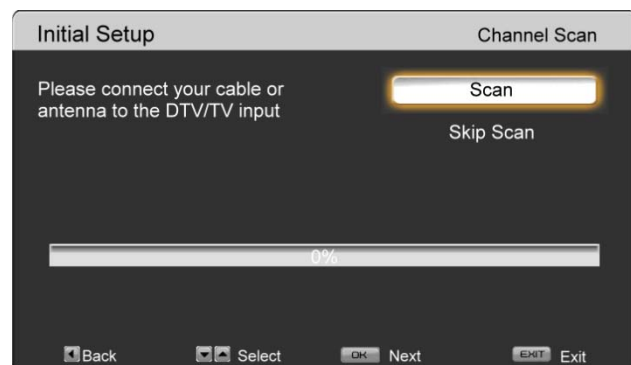 Initial Setup
Channel Scan
Please connect your cable or
antenna to the DTV/TV input
Scan
Skip Scan
0%
Back
Select
OK Next
EXIT Exit